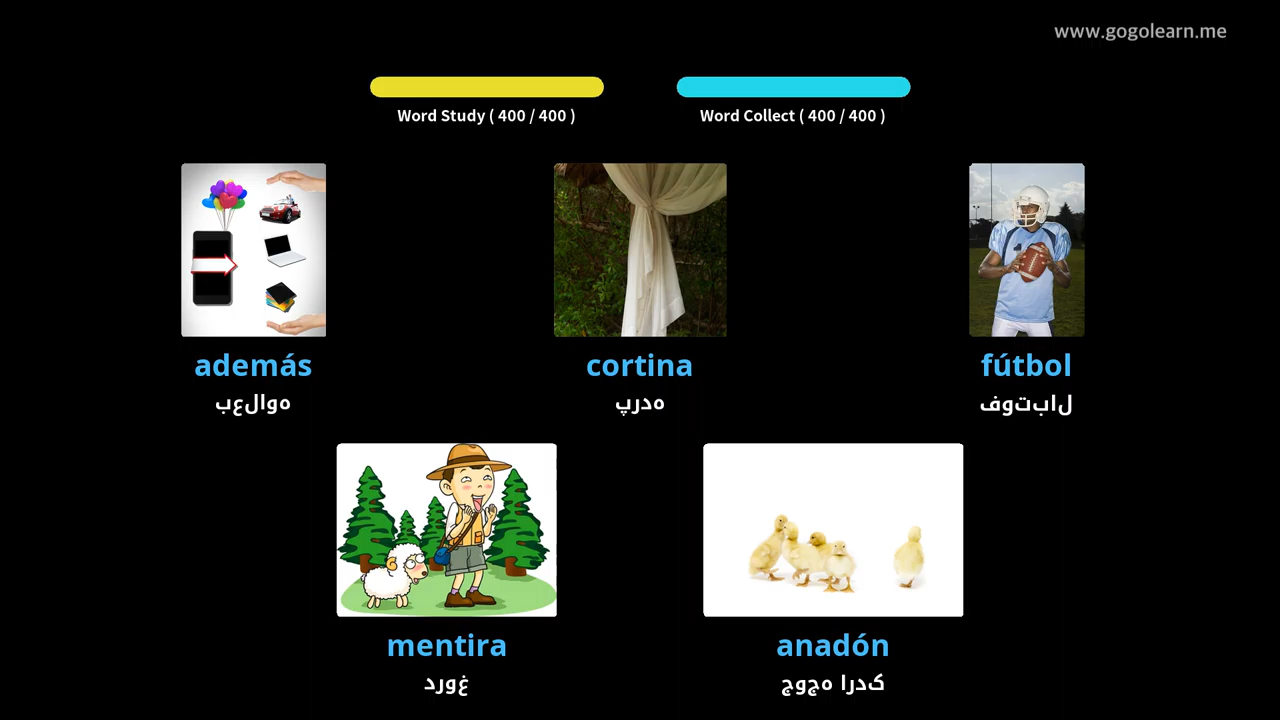 www.gogolearn.me
Word Study ( 400 / 400 )
Word Collect ( 400 / 400 )
además
هوالعب
cortina
هدرپ
fútbol
لابتوف
mentira
غورد
anadón
کدرا هجوج